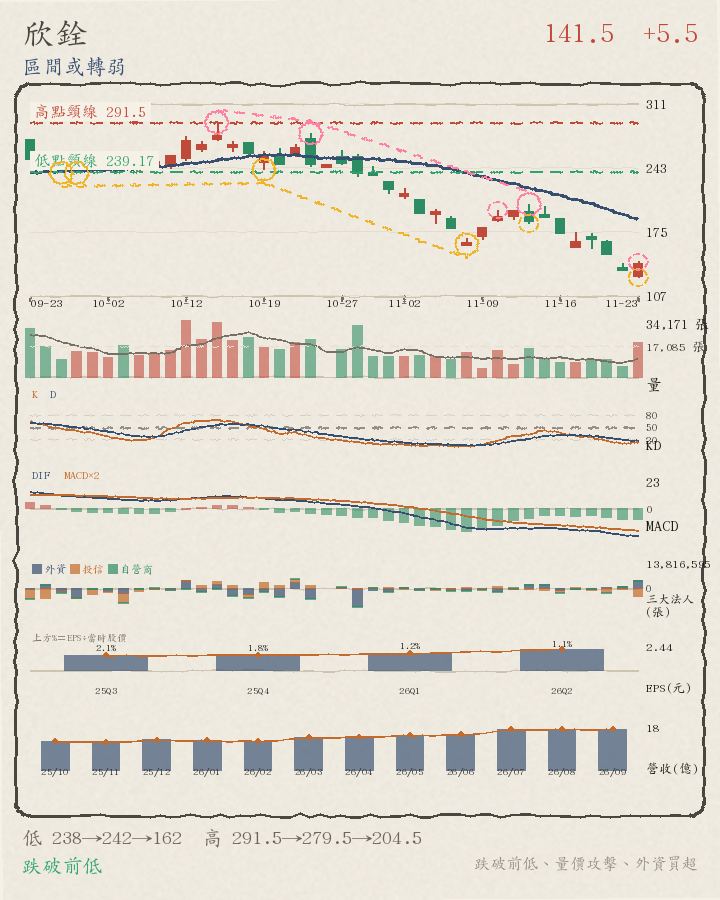 欣銓
141.5 +5.5
區間或轉弱
高點頸線 291.5
311
低點頸線 239.17
243
175
107
09-23 10-02 10-12 10-19 10-27 11-02 11-09 11-16 11-23
34,171 張
17,085 張
量
K D
80
50
20
KD
DIF MACD×2
23
0
MACD
外資 投信 自營商
13,816,595
0
三大法人
(張)
上方%=EPS÷當時股價
2.1% 1.8% 1.2% 1.1%
2.44
25Q3 25Q4 26Q1 26Q2
EPS(元)
18
25/10 25/11 25/12 26/01 26/02 26/03 26/04 26/05 26/06 26/07 26/08 26/09
營收(億)
低 238→242→162 高 291.5→279.5→204.5
跌破前低
跌破前低、量價攻擊、外資買超